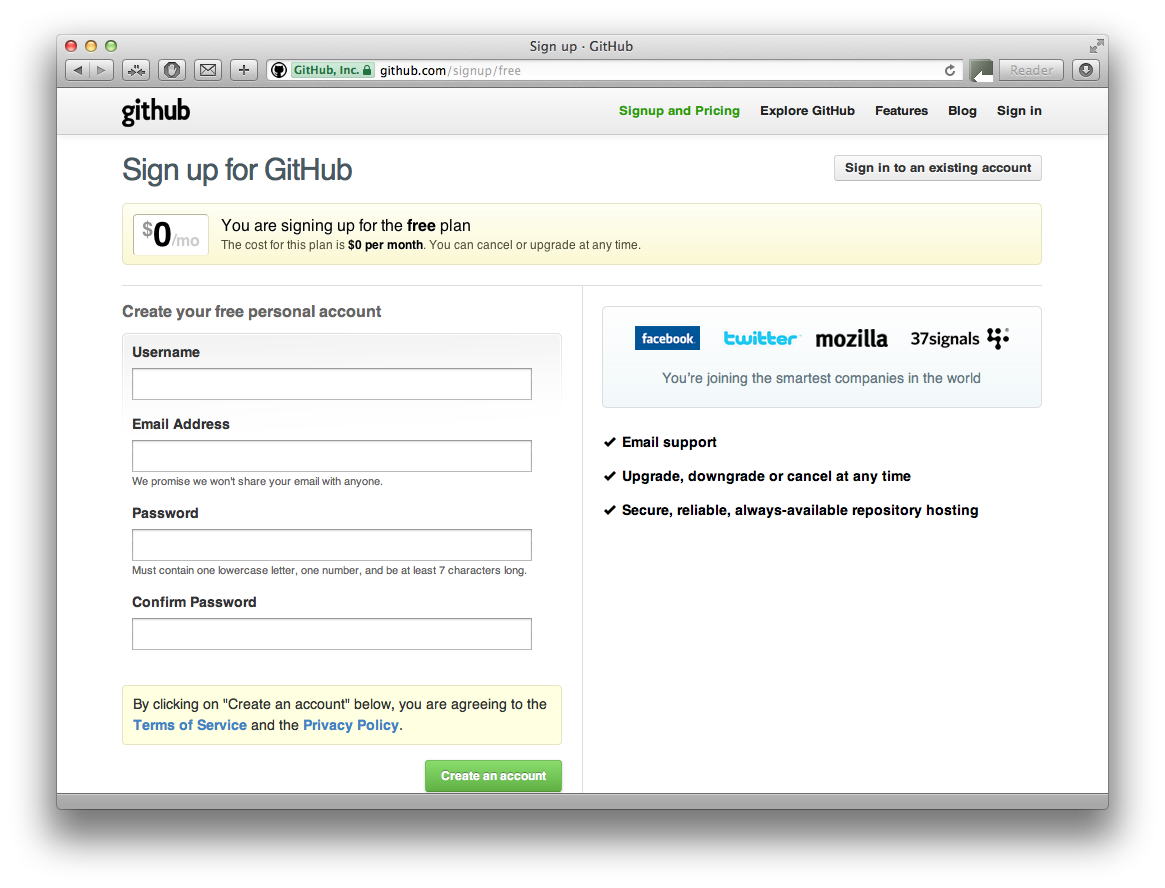 Sign up · GitHub
GitHub, Inc. github.com/signup/free
Reader
github
Signup and Pricing Explore GitHub Features Blog Sign in
Sign up for GitHub
Sign in to an existing account
$0/mo
You are signing up for the free plan
The cost for this plan is $0 per month. You can cancel or upgrade at any time.
Create your free personal account
Username
Email Address
We promise we won't share your email with anyone.
Password
Must contain one lowercase letter, one number, and be at least 7 characters long.
Confirm Password
By clicking on "Create an account" below, you are agreeing to the
Terms of Service and the Privacy Policy.
Create an account
facebook twitter mozilla 37signals
You're joining the smartest companies in the world
Email support
Upgrade, downgrade or cancel at any time
Secure, reliable, always-available repository hosting